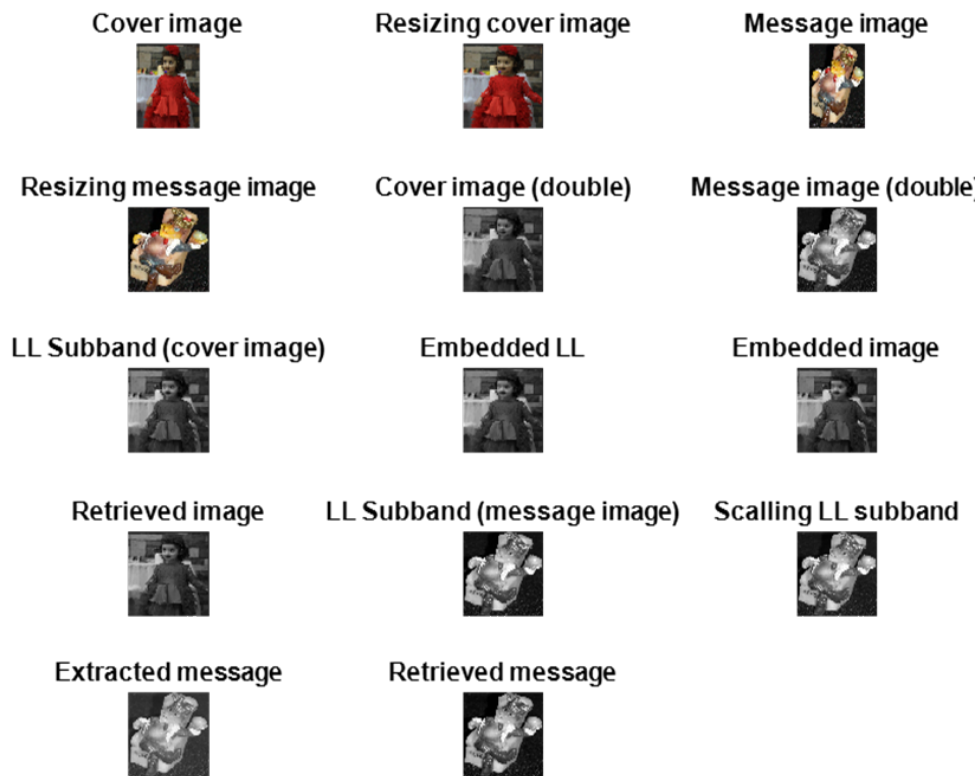 Cover image
Resizing cover image
Message image
Resizing message image
Cover image (double)
Message image (double)
LL Subband (cover image)
Embedded LL
Embedded image
Retrieved image
LL Subband (message image)
Scalling LL subband
Extracted message
Retrieved message